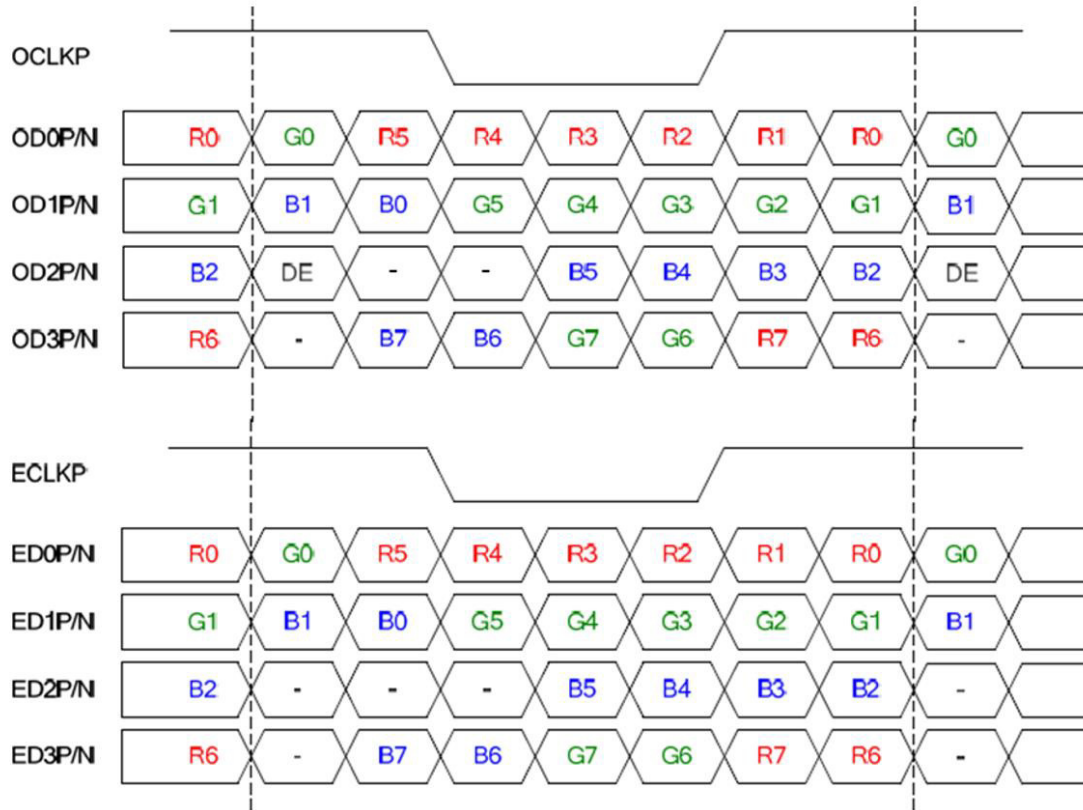 OCLKP
OD0P/N R0 G0 R5 R4 R3 R2 R1 R0 G0
OD1P/N G1 B1 B0 G5 G4 G3 G2 G1 B1
OD2P/N B2 DE - - B5 B4 B3 B2 DE
OD3P/N R6 - B7 B6 G7 G6 R7 R6 -
ECLKP
ED0P/N R0 G0 R5 R4 R3 R2 R1 R0 G0
ED1P/N G1 B1 B0 G5 G4 G3 G2 G1 B1
ED2P/N B2 - - - B5 B4 B3 B2 -
ED3P/N R6 - B7 B6 G7 G6 R7 R6 -